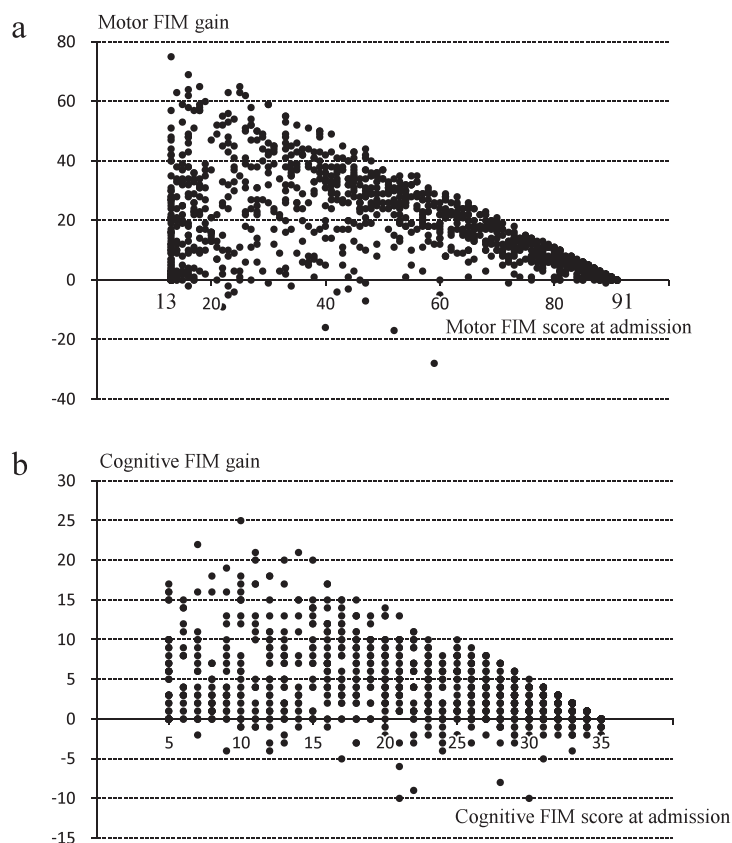 a
Motor FIM gain
80
60
40
20
0
13 20 40 60 80 91
Motor FIM score at admission
-20
-40
b
Cognitive FIM gain
30
25
20
15
10
5
0
5 10 15 20 25 30 35
-5
-10
Cognitive FIM score at admission
-15